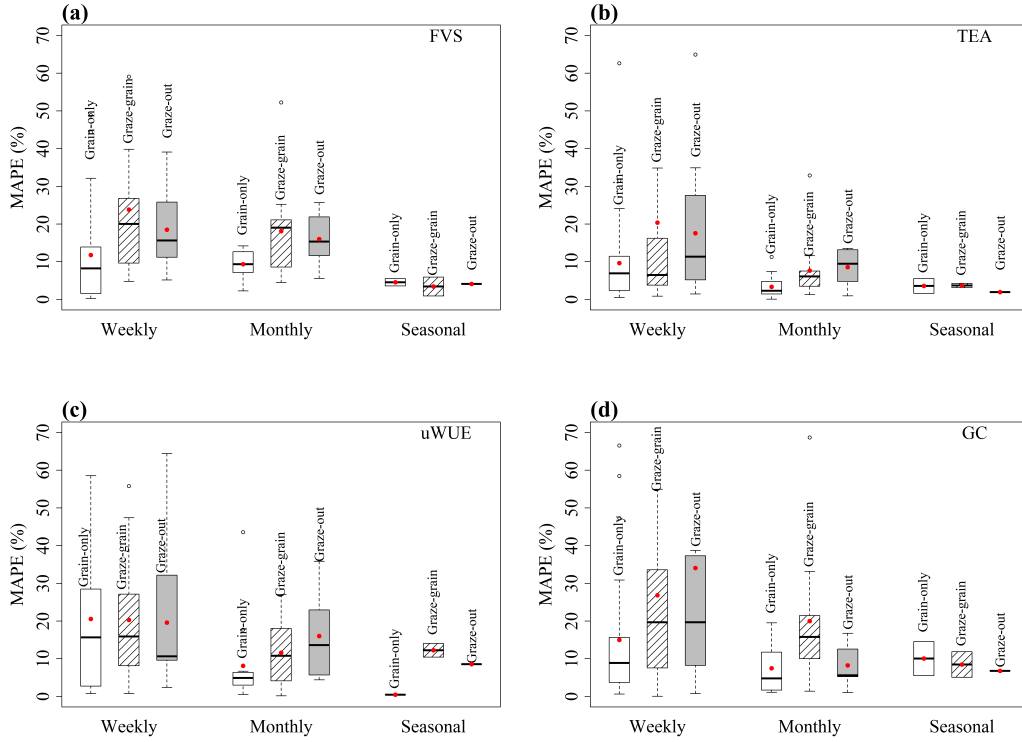 (a)
FVS
70
60
50
40
30
20
10
0
MAPE (%)
Grain-only
Graze-grain
Graze-out
Grain-only
Graze-grain
Graze-out
Grain-only
Graze-grain
Graze-out
Weekly
Monthly
Seasonal
(b)
TEA
70
60
50
40
30
20
10
0
MAPE (%)
Grain-only
Graze-grain
Graze-out
Grain-only
Graze-grain
Graze-out
Grain-only
Graze-grain
Graze-out
Weekly
Monthly
Seasonal
(c)
uWUE
70
60
50
40
30
20
10
0
MAPE (%)
Grain-only
Graze-grain
Graze-out
Grain-only
Graze-grain
Graze-out
Grain-only
Graze-grain
Graze-out
Weekly
Monthly
Seasonal
(d)
GC
70
60
50
40
30
20
10
0
MAPE (%)
Grain-only
Graze-grain
Graze-out
Grain-only
Graze-grain
Graze-out
Grain-only
Graze-grain
Graze-out
Weekly
Monthly
Seasonal